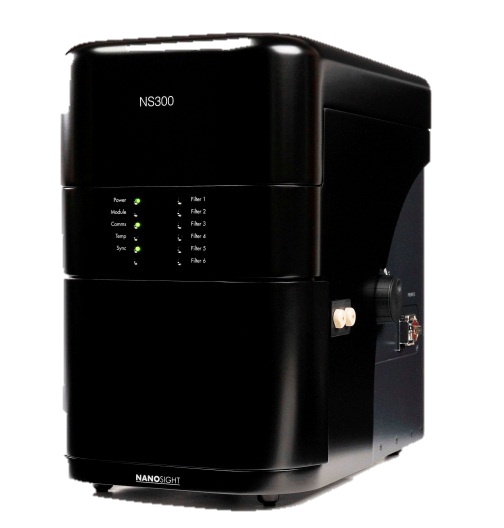 NS300
Power Filter 1
Module Filter 2
Comms Filter 3
Temp Filter 4
Sync Filter 5
Filter 6
NANOSIGHT